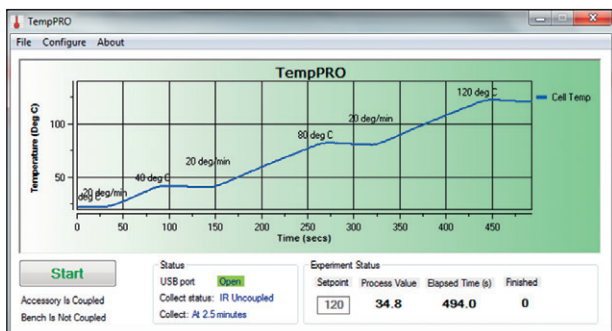 TempPRO
File Configure About
TempPRO
120 deg C
Cell Temp
20 deg/min
80 deg C
20 deg/min
40 deg C
20 deg/min
deg C
Temperature (Deg C)
100
50
0 50 100 150 200 250 300 350 400 450
Time (secs)
Start
Accessory Is Coupled
Bench Is Not Coupled
Status
USB port Open
Collect status: IR Uncoupled
Collect: At 2.5 minutes
Experiment Status
Setpoint Process Value Elapsed Time (s) Finished
120 34.8 494.0 0